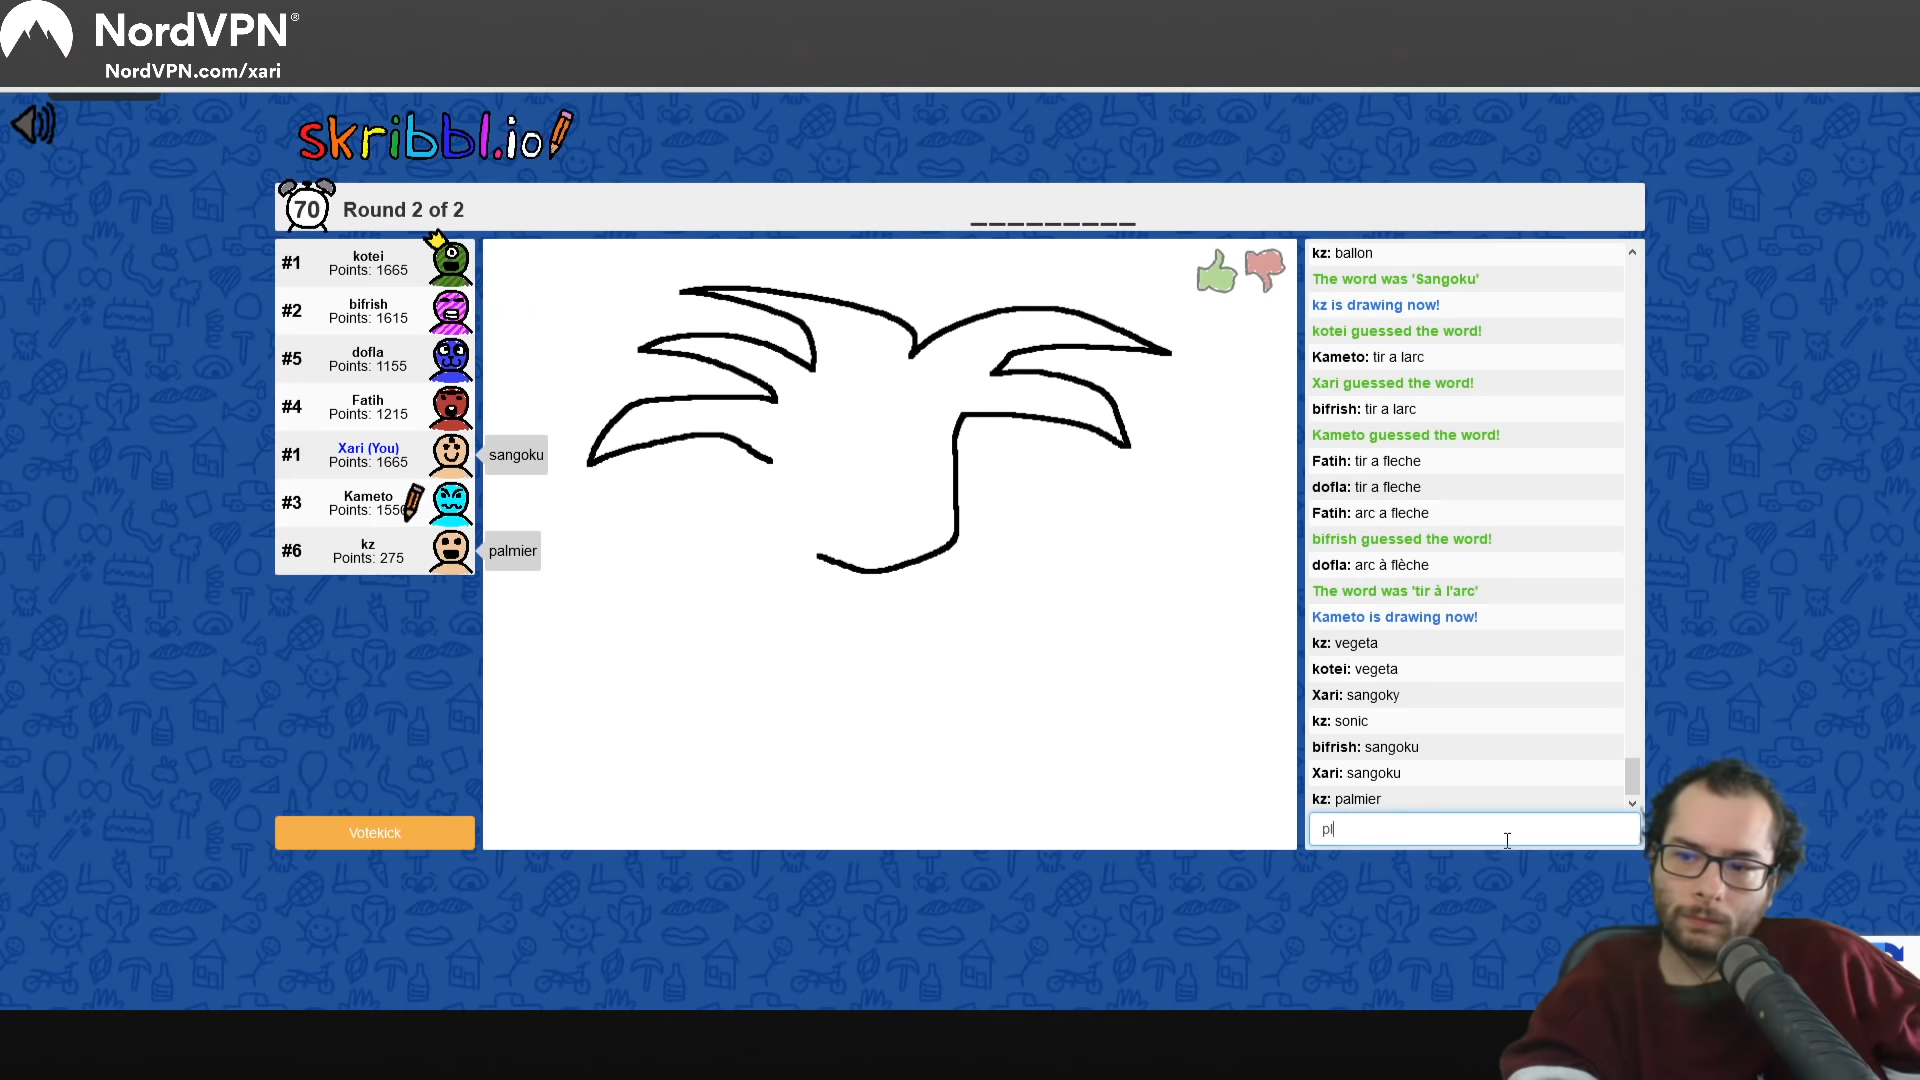 NordVPN®
NordVPN.com/xari
skribbl.io
70
Round 2 of 2
_________
#1
kotei
Points: 1665
#2
bifrish
Points: 1615
#5
dofla
Points: 1155
#4
Fatih
Points: 1215
#1
Xari (You)
Points: 1665
sangoku
#3
Kameto
Points: 1550
#6
kz
Points: 275
palmier
Votekick
kz: ballon
The word was 'Sangoku'
kz is drawing now!
kotei guessed the word!
Kameto: tir a larc
Xari guessed the word!
bifrish: tir a larc
Kameto guessed the word!
Fatih: tir a fleche
dofla: tir a fleche
Fatih: arc a fleche
bifrish guessed the word!
dofla: arc à flèche
The word was 'tir à l'arc'
Kameto is drawing now!
kz: vegeta
kotei: vegeta
Xari: sangoky
kz: sonic
bifrish: sangoku
Xari: sangoku
kz: palmier
pl